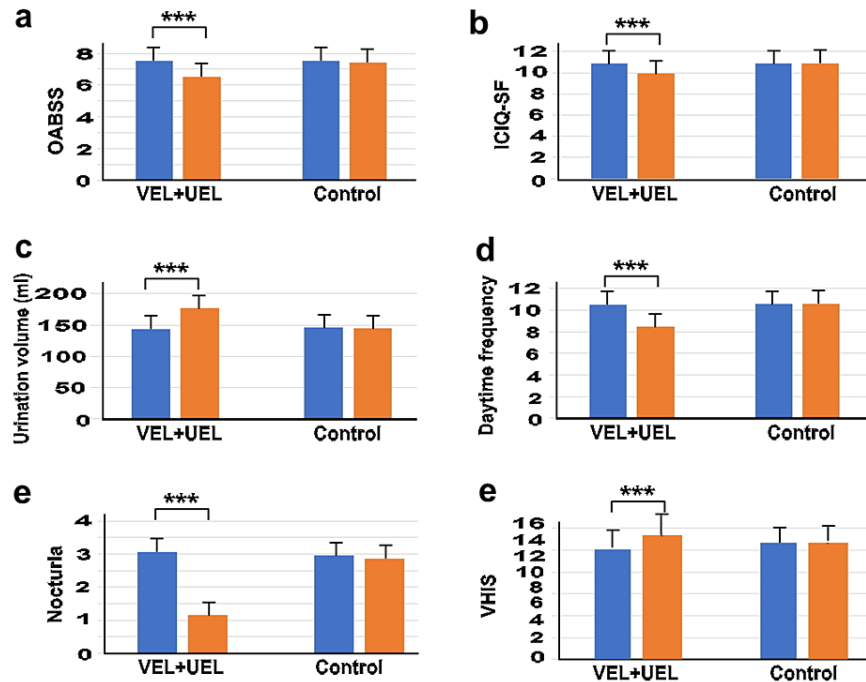 a
***
8
6
4
2
0
OABSS
VEL+UEL Control
b
***
12
10
8
6
4
2
0
ICIQ-SF
VEL+UEL Control
c
***
200
150
100
50
0
Urination volume (ml)
VEL+UEL Control
d
***
12
10
8
6
4
2
0
Daytime frequency
VEL+UEL Control
e
***
4
3
2
1
0
Nocturia
VEL+UEL Control
e
***
16
14
12
10
8
6
4
2
0
VHIS
VEL+UEL Control